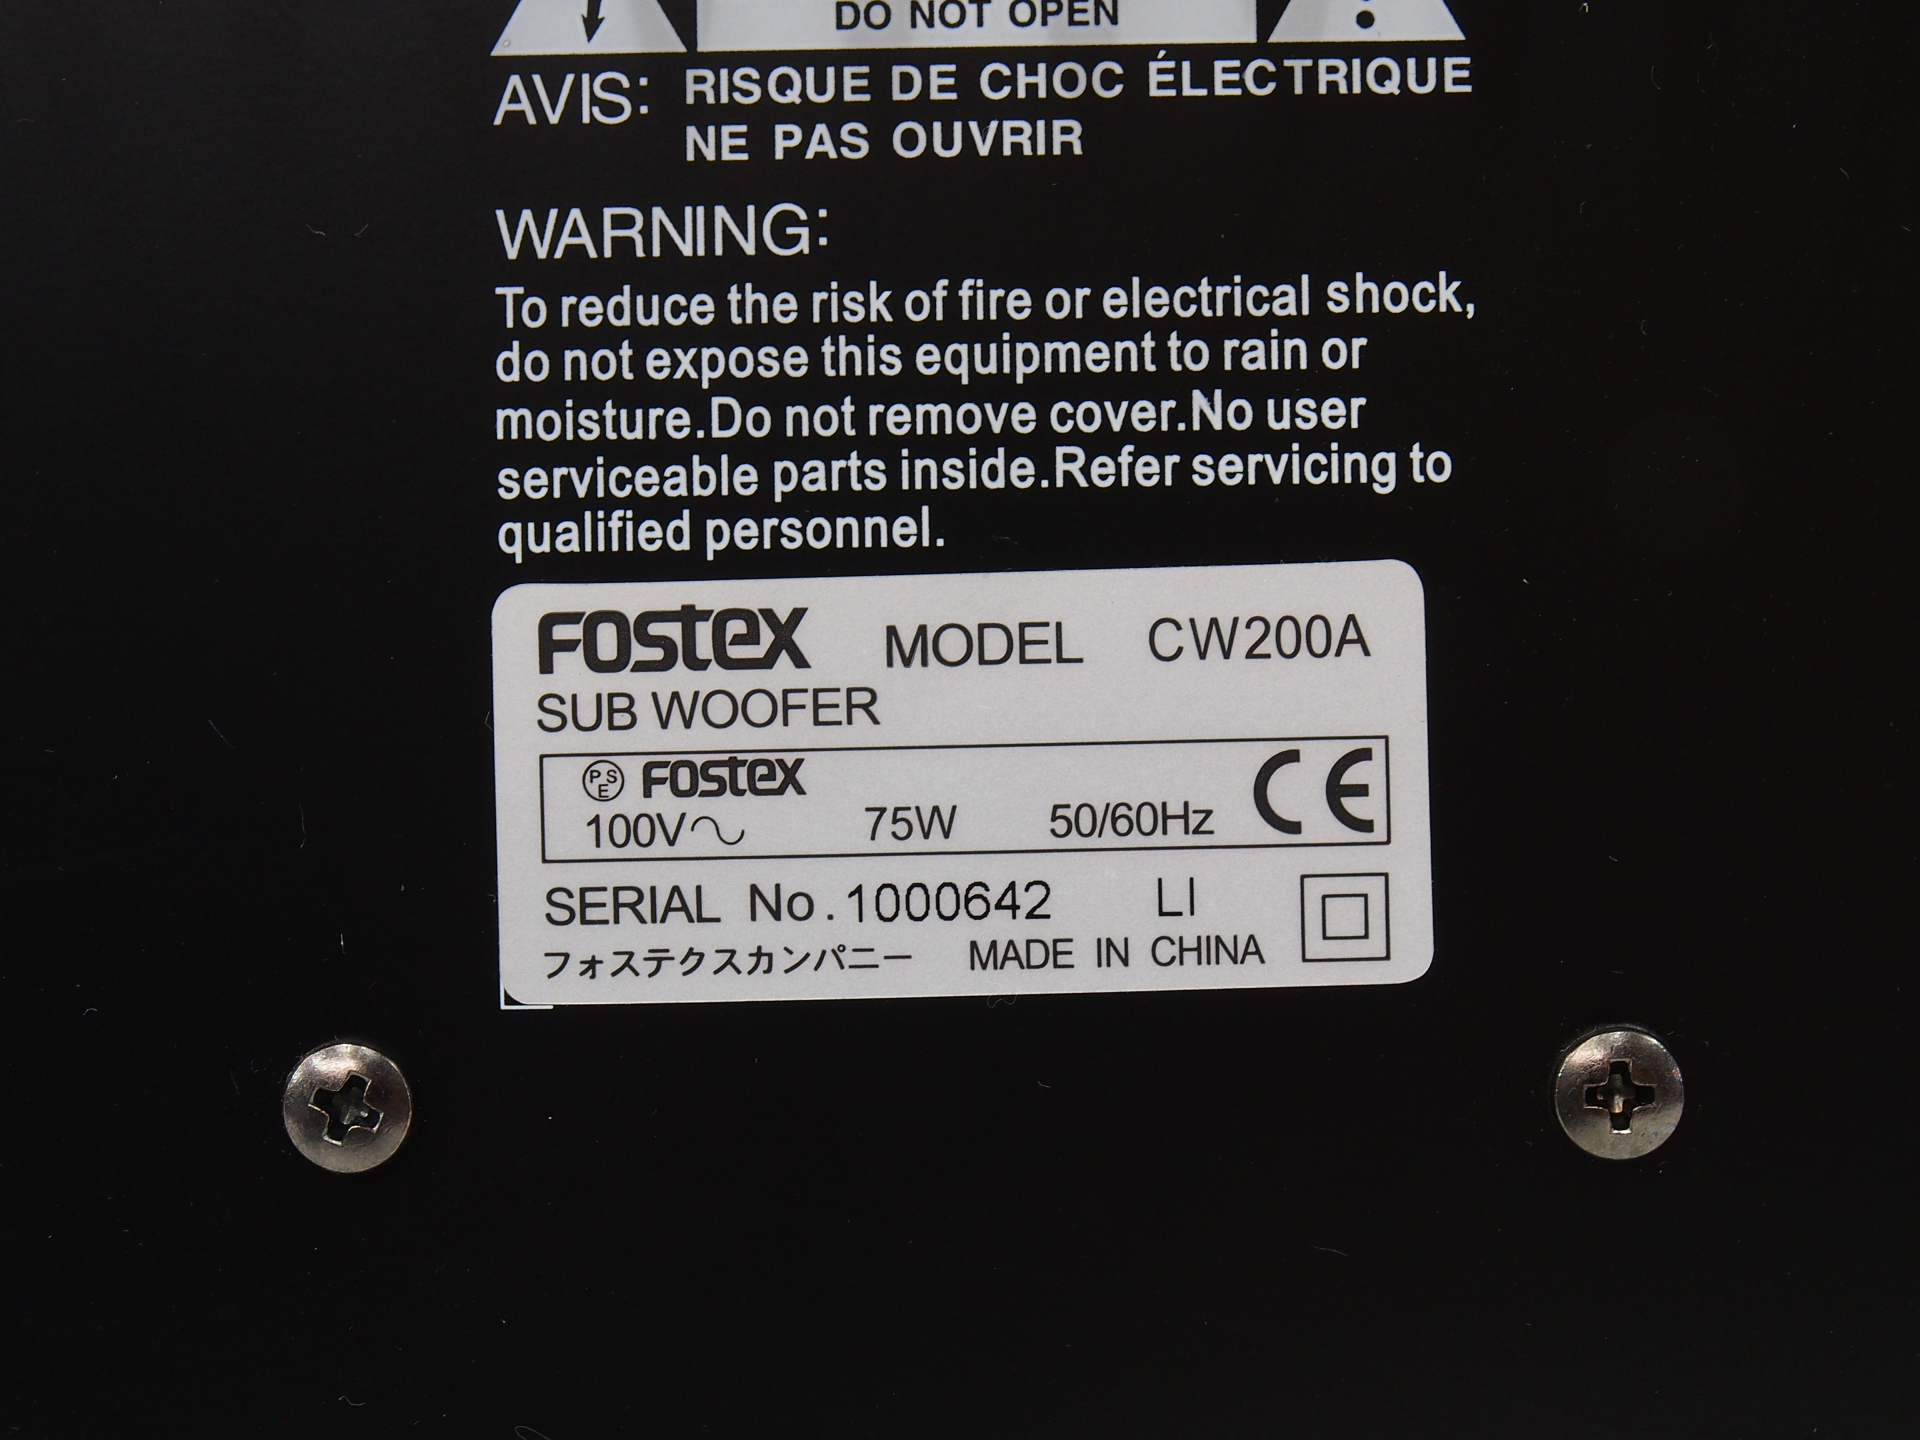 DO NOT OPEN
AVIS: RISQUE DE CHOC ÉLECTRIQUE
NE PAS OUVRIR
WARNING:
To reduce the risk of fire or electrical shock,
do not expose this equipment to rain or
moisture.Do not remove cover.No user
serviceable parts inside.Refer servicing to
qualified personnel.
FOSTEX MODEL CW200A
SUB WOOFER
PSE FOSTEX CE
100V~ 75W 50/60Hz
SERIAL No.1000642 LI
フォステクスカンパニー MADE IN CHINA